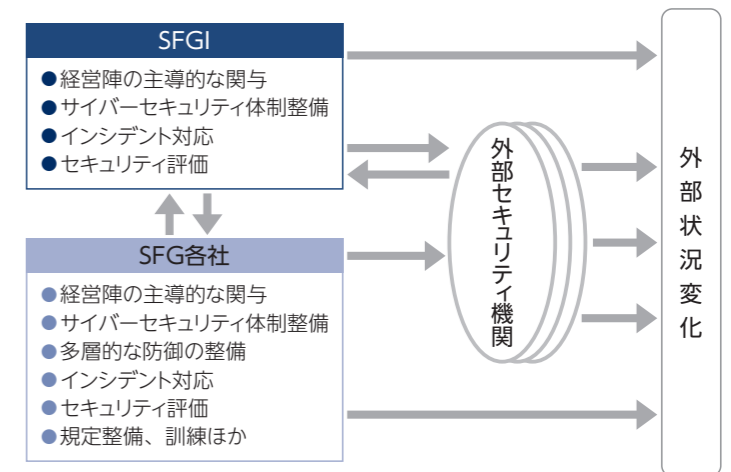 SFGI
●経営陣の主導的な関与
●サイバーセキュリティ体制整備
●インシデント対応
●セキュリティ評価
SFG各社
●経営陣の主導的な関与
●サイバーセキュリティ体制整備
●多層的な防御の整備
●インシデント対応
●セキュリティ評価
●規定整備、訓練ほか
外部セキュリティ機関
外部状況変化